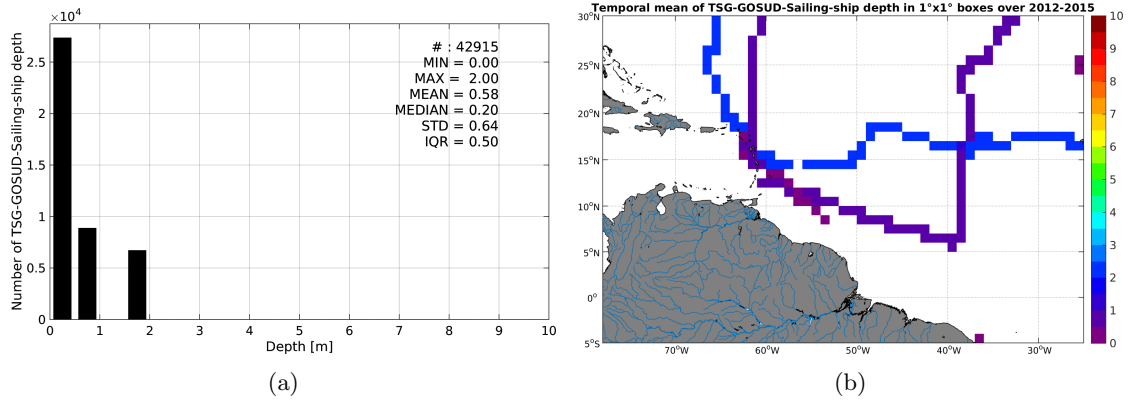 ×10⁴
2.5
2
1.5
1
0.5
0
0 1 2 3 4 5 6 7 8 9 10
Number of TSG-GOSUD-Sailing-ship depth
Depth [m]
# : 42915
MIN = 0.00
MAX = 2.00
MEAN = 0.58
MEDIAN = 0.20
STD = 0.64
IQR = 0.50
(a)
Temporal mean of TSG-GOSUD-Sailing-ship depth in 1°x1° boxes over 2012-2015
30°N
25°N
20°N
15°N
10°N
5°N
0°
5°S
70°W 60°W 50°W 40°W 30°W
10
9
8
7
6
5
4
3
2
1
0
(b)